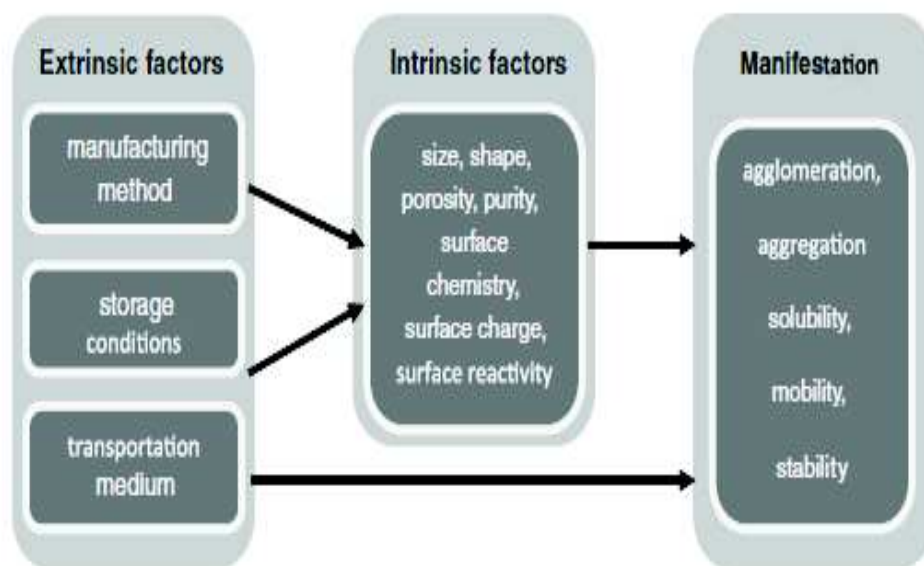 Extrinsic factors
manufacturing
method
storage
conditions
transportation
medium
Intrinsic factors
size, shape,
porosity, purity,
surface
chemistry,
surface charge,
surface reactivity
Manifestation
agglomeration,
aggregation
solubility,
mobility,
stability